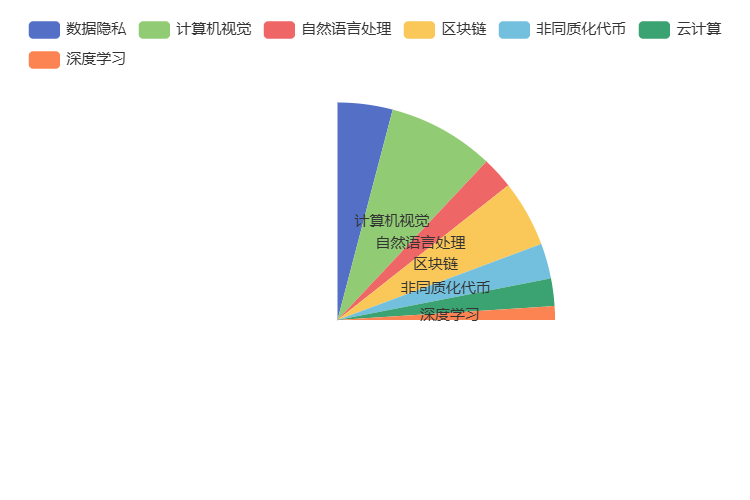 数据隐私 计算机视觉 自然语言处理 区块链 非同质化代币 云计算
深度学习
计算机视觉
自然语言处理
区块链
非同质化代币
深度学习